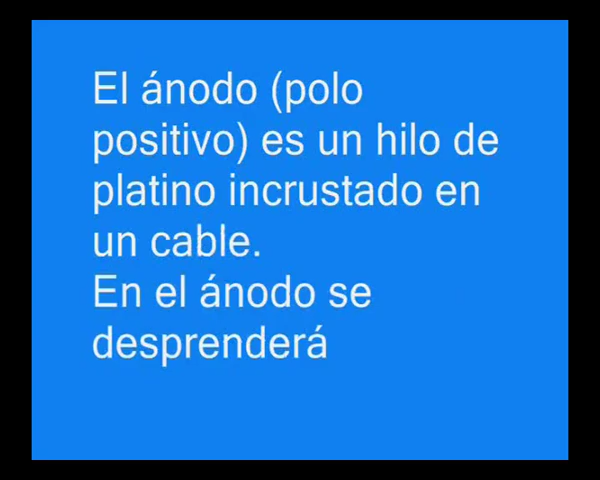 El ánodo (polo
positivo) es un hilo de
platino incrustado en
un cable.
En el ánodo se
desprenderá